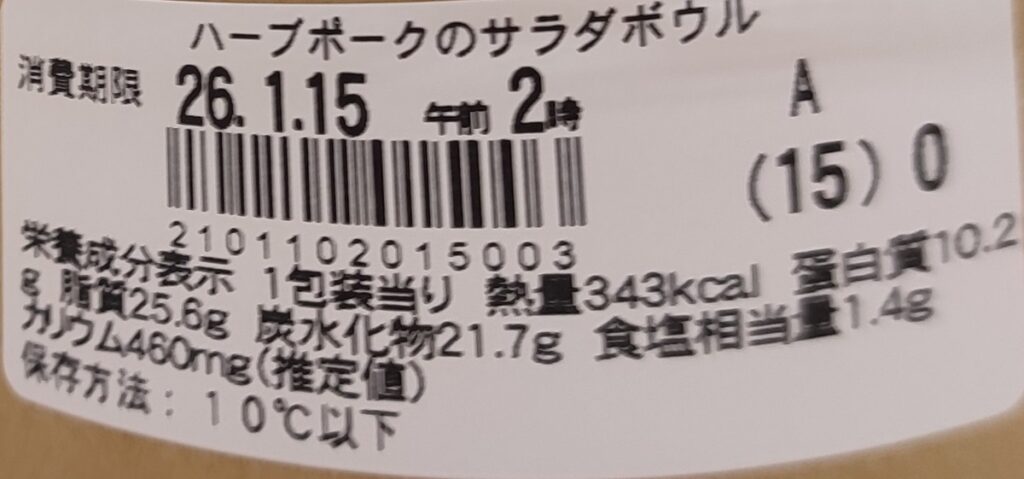 ハーブポークのサラダボウル
消費期限 26. 1.15 午前 2時 A
(15) 0
2101102015003
栄養成分表示 1包装当り 熱量343kcal 蛋白質10.2
g 脂質25.6g 炭水化物21.7g 食塩相当量1.4g
カリウム460mg(推定値)
保存方法：１０℃以下